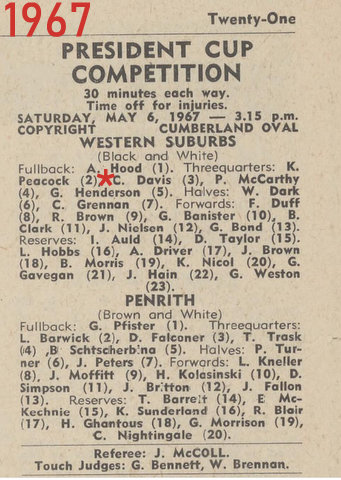 1967
Twenty-One
PRESIDENT CUP
COMPETITION
30 minutes each way.
Time off for injuries.
SATURDAY, MAY 6, 1967 — 3.15 p.m.
COPYRIGHT CUMBERLAND OVAL
WESTERN SUBURBS
(Black and White)
Fullback: A. Hood (1). Threequarters: K.
Peacock (2), * C. Davis (3), P. McCarthy
(4), G. Henderson (5). Halves: W. Dark
(6), C. Grennan (7). Forwards: F. Duff
(8), R. Brown (9), G. Banister (10), B.
Clark (11), J. Nielsen (12), G. Bond (13).
Reserves: I. Auld (14), D. Taylor (15).
L. Hobbs (16), A. Driver (17), J. Brown
(18), B. Morris (19), K. Nicol (20), G.
Gavegan (21), J. Hain (22), G. Weston
(23).
PENRITH
(Brown and White)
Fullback: G. Pfister (1). Threequarters:
L. Barwick (2), D. Falconer (3), T. Trask
(4) ,B Schtscherbina (5). Halves: P. Tur-
ner (6), J. Peters (7). Forwards: L. Kneller
(8), J. Moffitt (9), H. Kolasinski (10), D.
Simpson (11), J. Britton (12), J. Fallon
(13). Reserves: T. Barrett (14), E. Mc-
Kechnie (15), K. Sunderland (16), R. Blair
(17), H. Ghantous (18), G. Morrison (19),
C. Nightingale (20).
Referee: J. McCOLL.
Touch Judges: G. Bennett, W. Brennan.